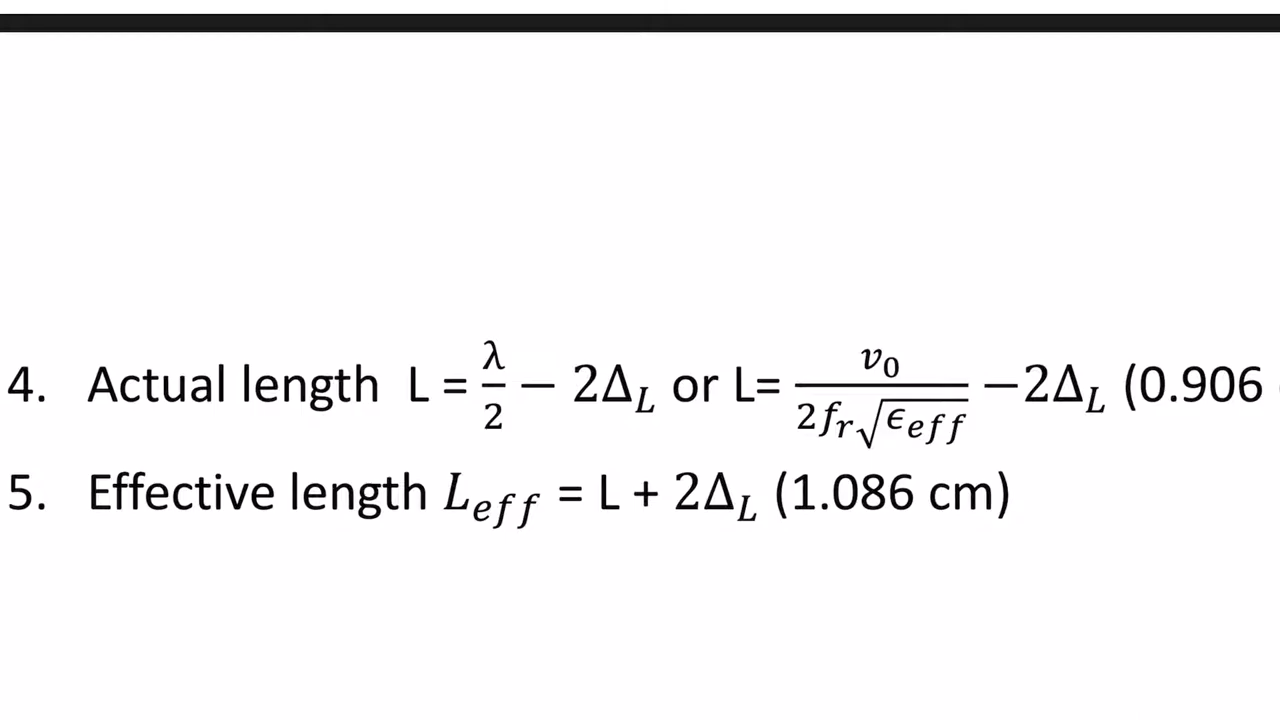 4. Actual length L = λ/2 − 2Δ_L or L= v₀/(2f_r√ϵ_eff) −2Δ_L (0.906
5. Effective length L_eff = L + 2Δ_L (1.086 cm)